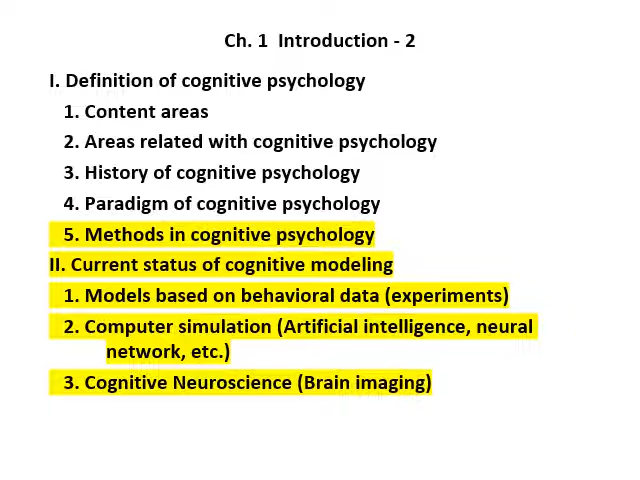 Ch. 1 Introduction - 2
I. Definition of cognitive psychology
1. Content areas
2. Areas related with cognitive psychology
3. History of cognitive psychology
4. Paradigm of cognitive psychology
5. Methods in cognitive psychology
II. Current status of cognitive modeling
1. Models based on behavioral data (experiments)
2. Computer simulation (Artificial intelligence, neural
network, etc.)
3. Cognitive Neuroscience (Brain imaging)